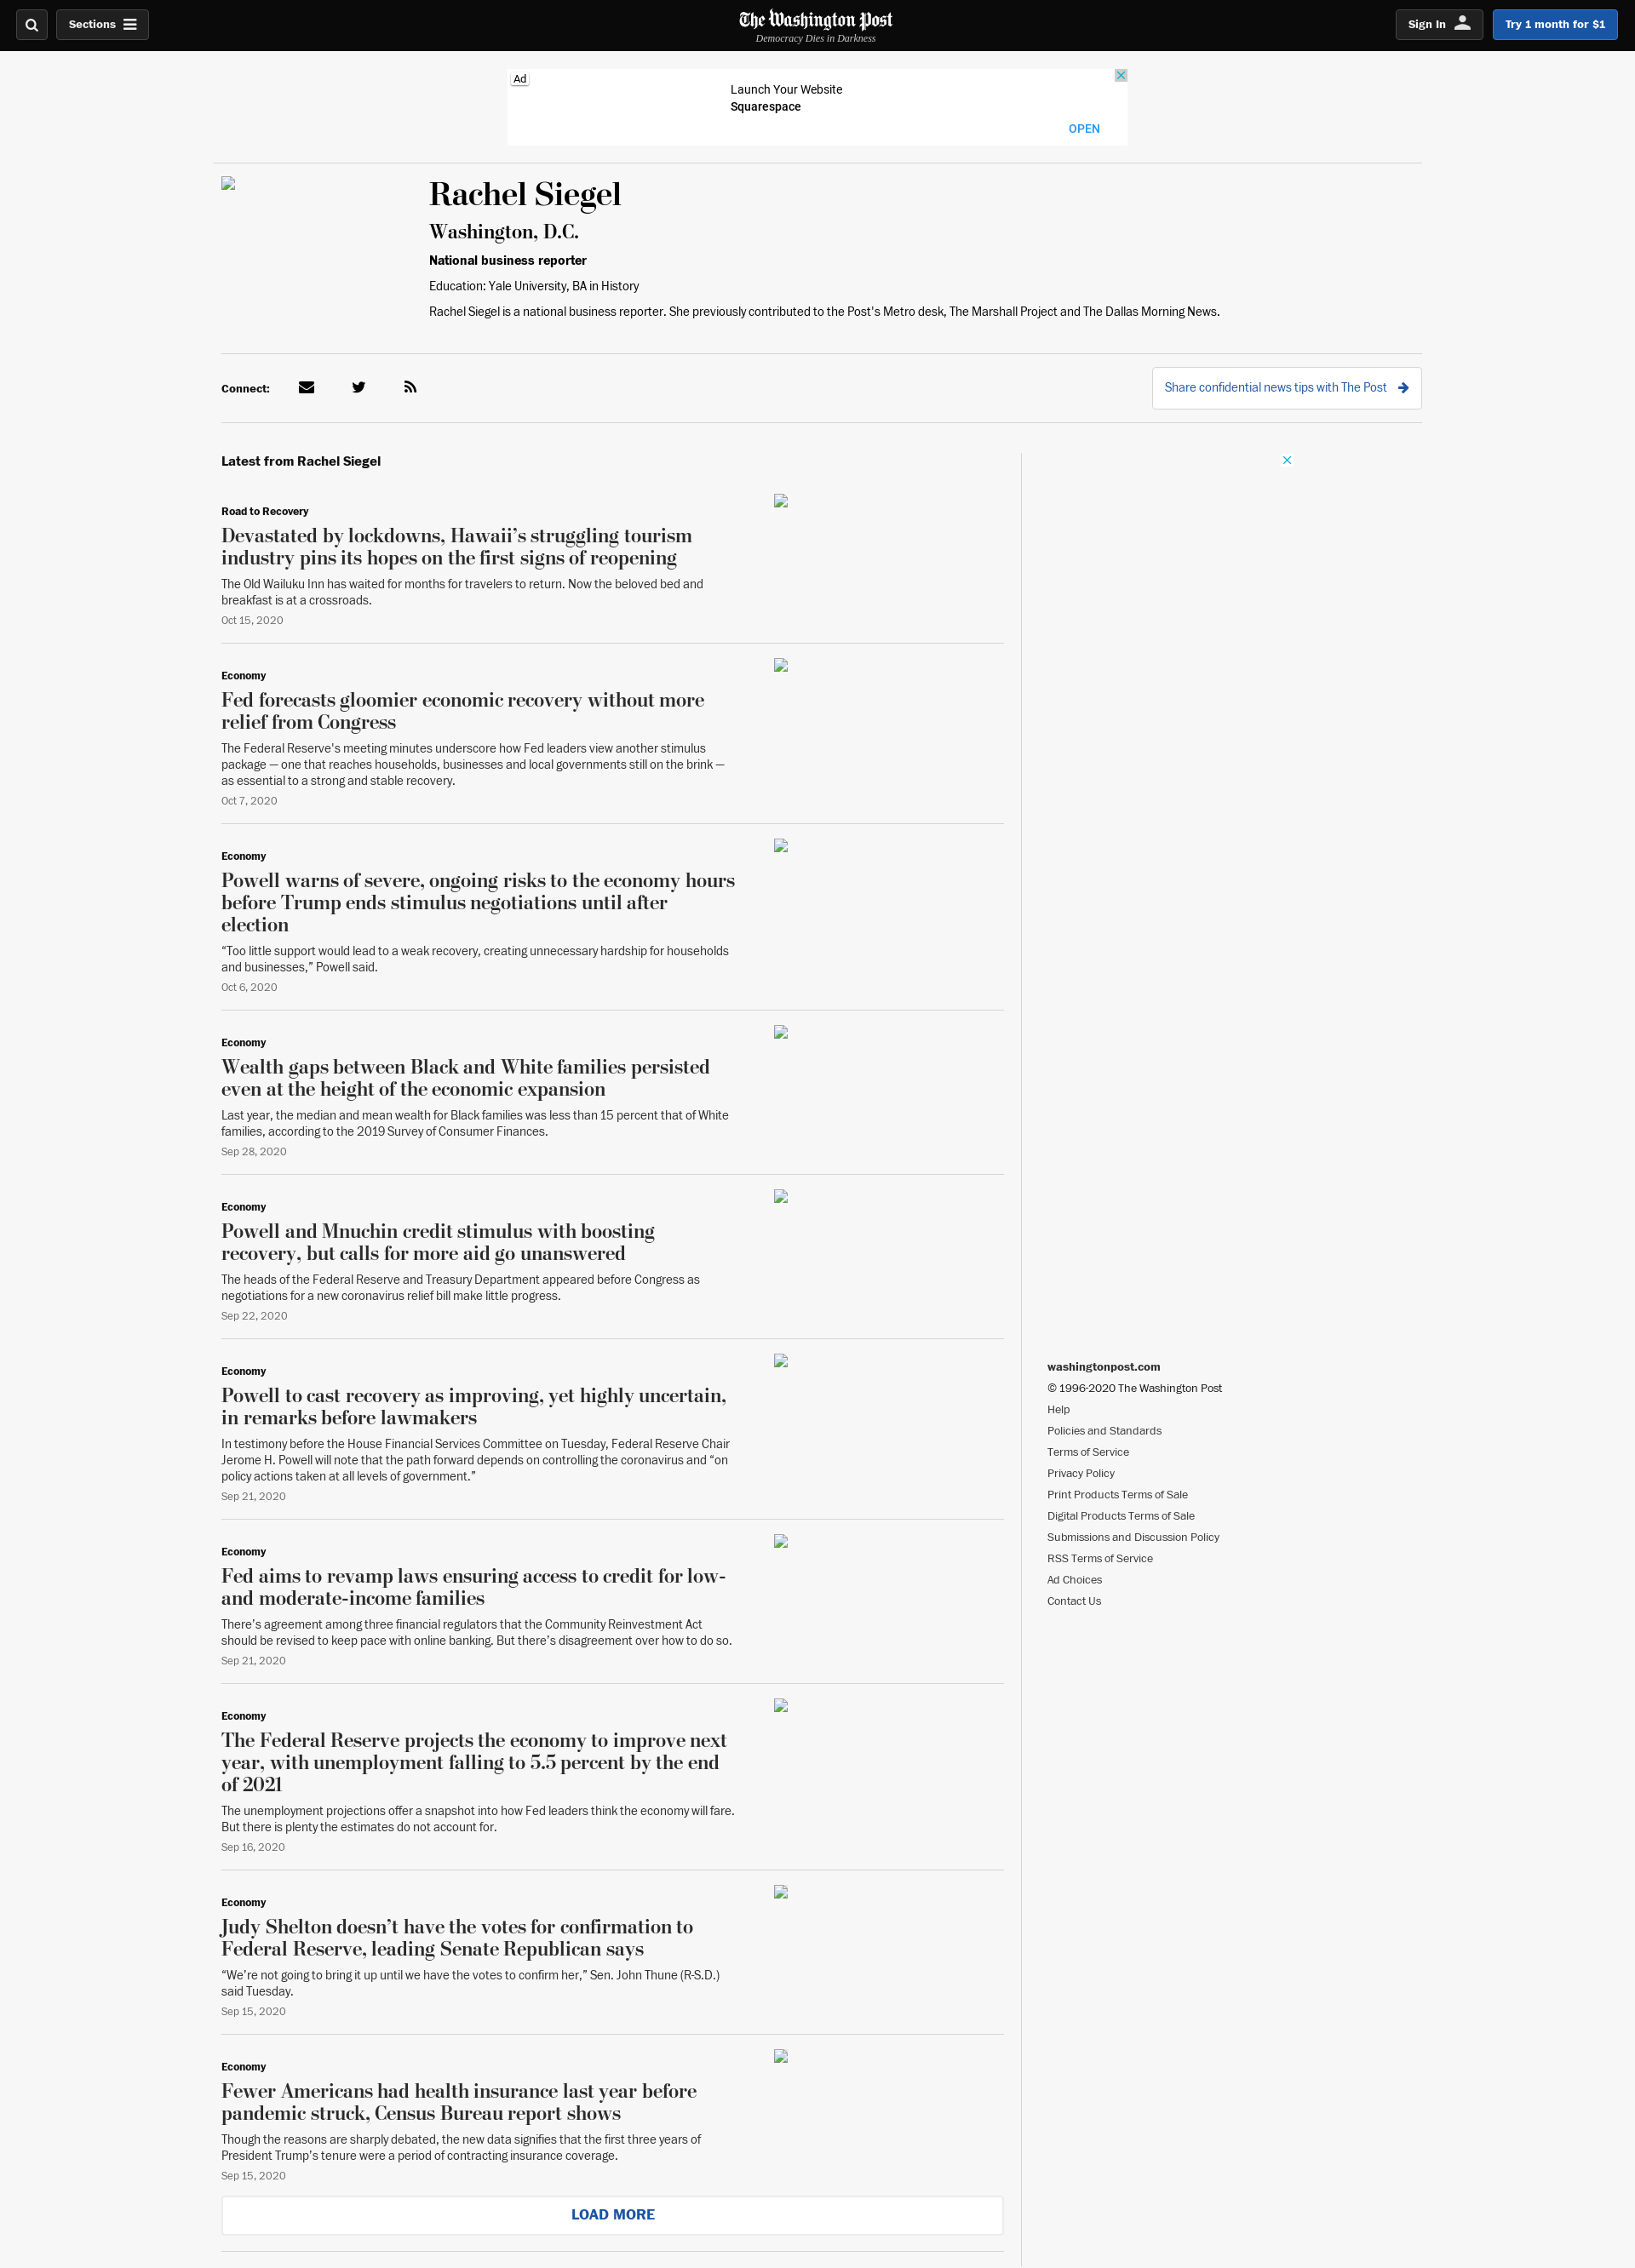 Sections
The Washington Post
Democracy Dies in Darkness
Sign In
Try 1 month for $1
Ad
Launch Your Website
Squarespace
OPEN
Rachel Siegel
Washington, D.C.
National business reporter
Education: Yale University, BA in History
Rachel Siegel is a national business reporter. She previously contributed to the Post's Metro desk, The Marshall Project and The Dallas Morning News.
Connect:
Share confidential news tips with The Post
Latest from Rachel Siegel
Road to Recovery
Devastated by lockdowns, Hawaii’s struggling tourism
industry pins its hopes on the first signs of reopening
The Old Wailuku Inn has waited for months for travelers to return. Now the beloved bed and
breakfast is at a crossroads.
Oct 15, 2020
Economy
Fed forecasts gloomier economic recovery without more
relief from Congress
The Federal Reserve's meeting minutes underscore how Fed leaders view another stimulus
package — one that reaches households, businesses and local governments still on the brink —
as essential to a strong and stable recovery.
Oct 7, 2020
Economy
Powell warns of severe, ongoing risks to the economy hours
before Trump ends stimulus negotiations until after
election
“Too little support would lead to a weak recovery, creating unnecessary hardship for households
and businesses,” Powell said.
Oct 6, 2020
Economy
Wealth gaps between Black and White families persisted
even at the height of the economic expansion
Last year, the median and mean wealth for Black families was less than 15 percent that of White
families, according to the 2019 Survey of Consumer Finances.
Sep 28, 2020
Economy
Powell and Mnuchin credit stimulus with boosting
recovery, but calls for more aid go unanswered
The heads of the Federal Reserve and Treasury Department appeared before Congress as
negotiations for a new coronavirus relief bill make little progress.
Sep 22, 2020
Economy
Powell to cast recovery as improving, yet highly uncertain,
in remarks before lawmakers
In testimony before the House Financial Services Committee on Tuesday, Federal Reserve Chair
Jerome H. Powell will note that the path forward depends on controlling the coronavirus and “on
policy actions taken at all levels of government.”
Sep 21, 2020
Economy
Fed aims to revamp laws ensuring access to credit for low-
and moderate-income families
There’s agreement among three financial regulators that the Community Reinvestment Act
should be revised to keep pace with online banking. But there’s disagreement over how to do so.
Sep 21, 2020
Economy
The Federal Reserve projects the economy to improve next
year, with unemployment falling to 5.5 percent by the end
of 2021
The unemployment projections offer a snapshot into how Fed leaders think the economy will fare.
But there is plenty the estimates do not account for.
Sep 16, 2020
Economy
Judy Shelton doesn’t have the votes for confirmation to
Federal Reserve, leading Senate Republican says
“We’re not going to bring it up until we have the votes to confirm her,” Sen. John Thune (R-S.D.)
said Tuesday.
Sep 15, 2020
Economy
Fewer Americans had health insurance last year before
pandemic struck, Census Bureau report shows
Though the reasons are sharply debated, the new data signifies that the first three years of
President Trump’s tenure were a period of contracting insurance coverage.
Sep 15, 2020
LOAD MORE
washingtonpost.com
© 1996-2020 The Washington Post
Help
Policies and Standards
Terms of Service
Privacy Policy
Print Products Terms of Sale
Digital Products Terms of Sale
Submissions and Discussion Policy
RSS Terms of Service
Ad Choices
Contact Us